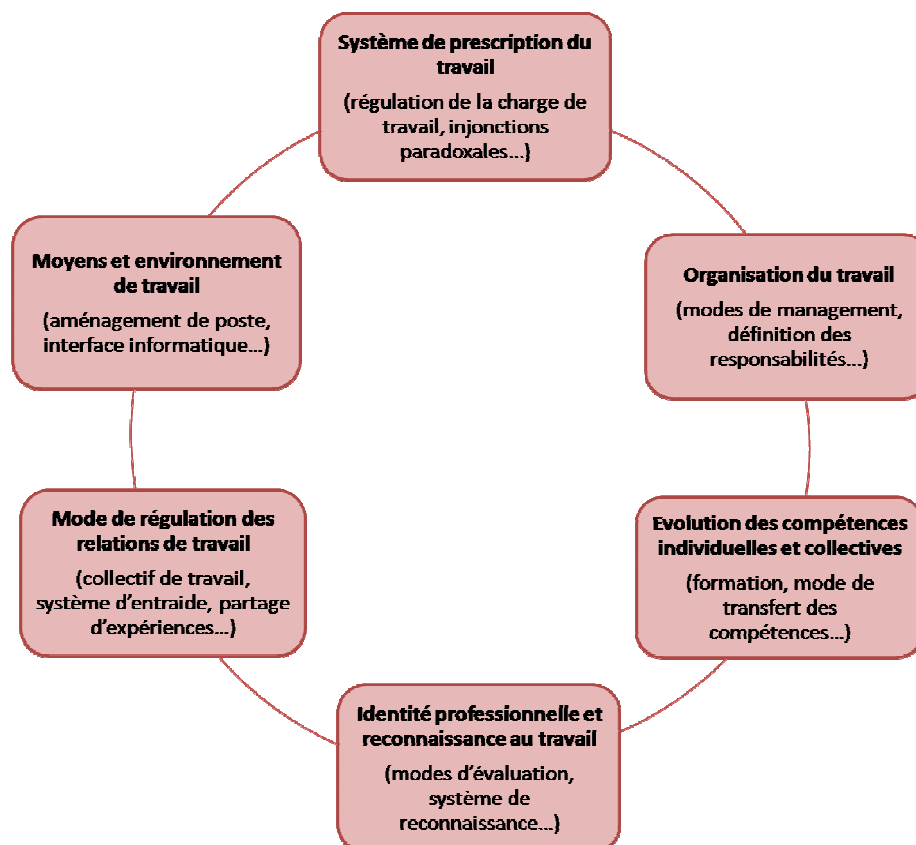 Système de prescription du
travail
(régulation de la charge de
travail, injonctions
paradoxales...)
Organisation du travail
(modes de management,
définition des
responsabilités...)
Evolution des compétences
individuelles et collectives
(formation, mode de
transfert des
compétences...)
Identité professionnelle et
reconnaissance au travail
(modes d'évaluation,
système de
reconnaissance...)
Mode de régulation des
relations de travail
(collectif de travail,
système d'entraide, partage
d'expériences...)
Moyens et environnement
de travail
(aménagement de poste,
interface informatique...)